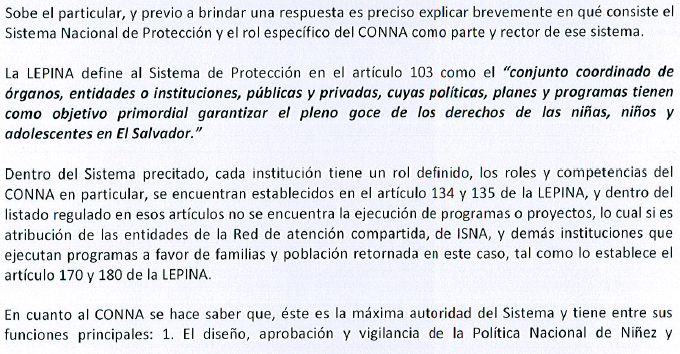 Sobe el particular, y previo a brindar una respuesta es preciso explicar brevemente en qué consiste el
Sistema Nacional de Protección y el rol específico del CONNA como parte y rector de ese sistema.
La LEPINA define al Sistema de Protección en el artículo 103 como el "conjunto coordinado de
órganos, entidades o instituciones, públicas y privadas, cuyas políticas, planes y programas tienen
como objetivo primordial garantizar el pleno goce de los derechos de las niñas, niños y
adolescentes en El Salvador."
Dentro del Sistema precitado, cada institución tiene un rol definido, los roles y competencias del
CONNA en particular, se encuentran establecidos en el artículo 134 y 135 de la LEPINA, y dentro del
listado regulado en esos artículos no se encuentra la ejecución de programas o proyectos, lo cual si es
atribución de las entidades de la Red de atención compartida, de ISNA, y demás instituciones que
ejecutan programas a favor de familias y población retornada en este caso, tal como lo establece el
artículo 170 y 180 de la LEPINA.
En cuanto al CONNA se hace saber que, éste es la máxima autoridad del Sistema y tiene entre sus
funciones principales: 1. El diseño, aprobación y vigilancia de la Política Nacional de Niñez y